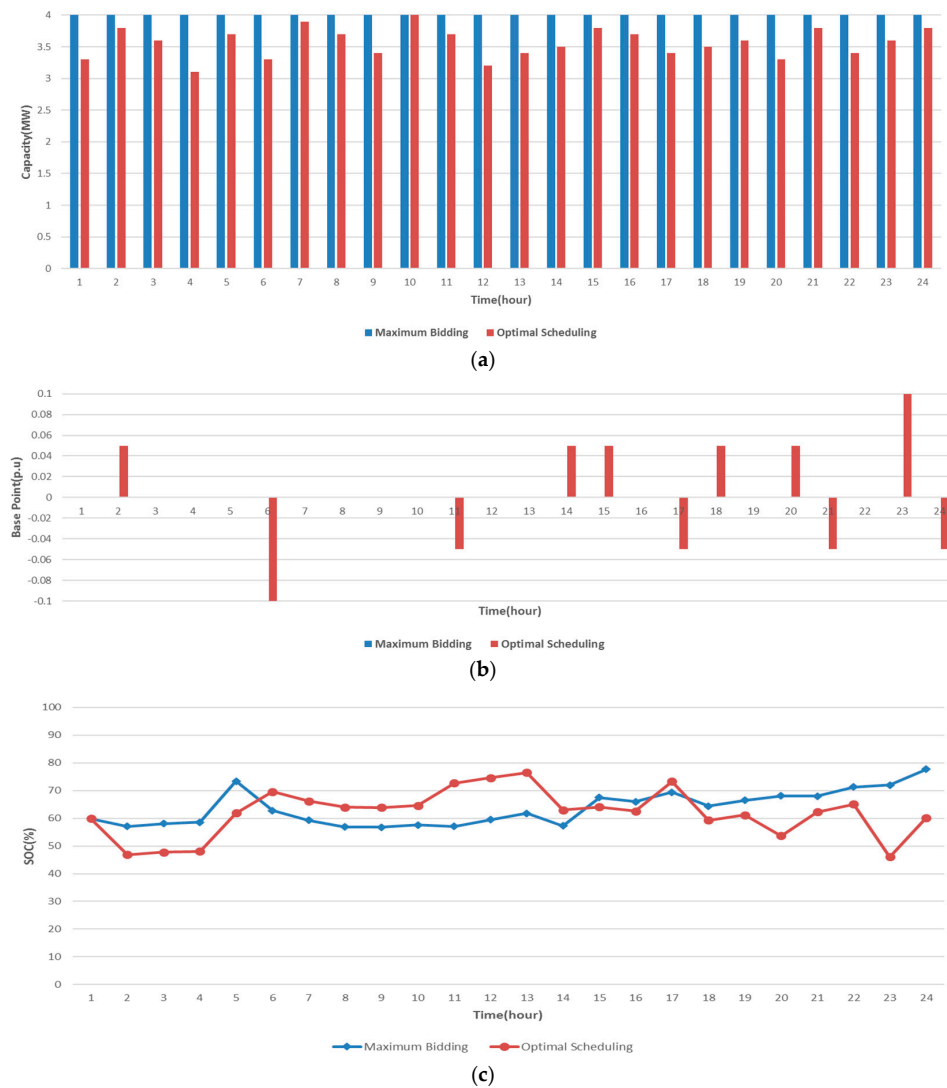 4
3.5
3
2.5
2
1.5
1
0.5
0
Capacity(MW)
1 2 3 4 5 6 7 8 9 10 11 12 13 14 15 16 17 18 19 20 21 22 23 24
Time(hour)
Maximum Bidding Optimal Scheduling
(a)
0.1
0.08
0.06
0.04
0.02
0
-0.02
-0.04
-0.06
-0.08
-0.1
Base Point(p.u)
1 2 3 4 5 6 7 8 9 10 11 12 13 14 15 16 17 18 19 20 21 22 23 24
Time(hour)
Maximum Bidding Optimal Scheduling
(b)
100
90
80
70
60
50
40
30
20
10
0
SOC(%)
1 2 3 4 5 6 7 8 9 10 11 12 13 14 15 16 17 18 19 20 21 22 23 24
Time(hour)
Maximum Bidding Optimal Scheduling
(c)